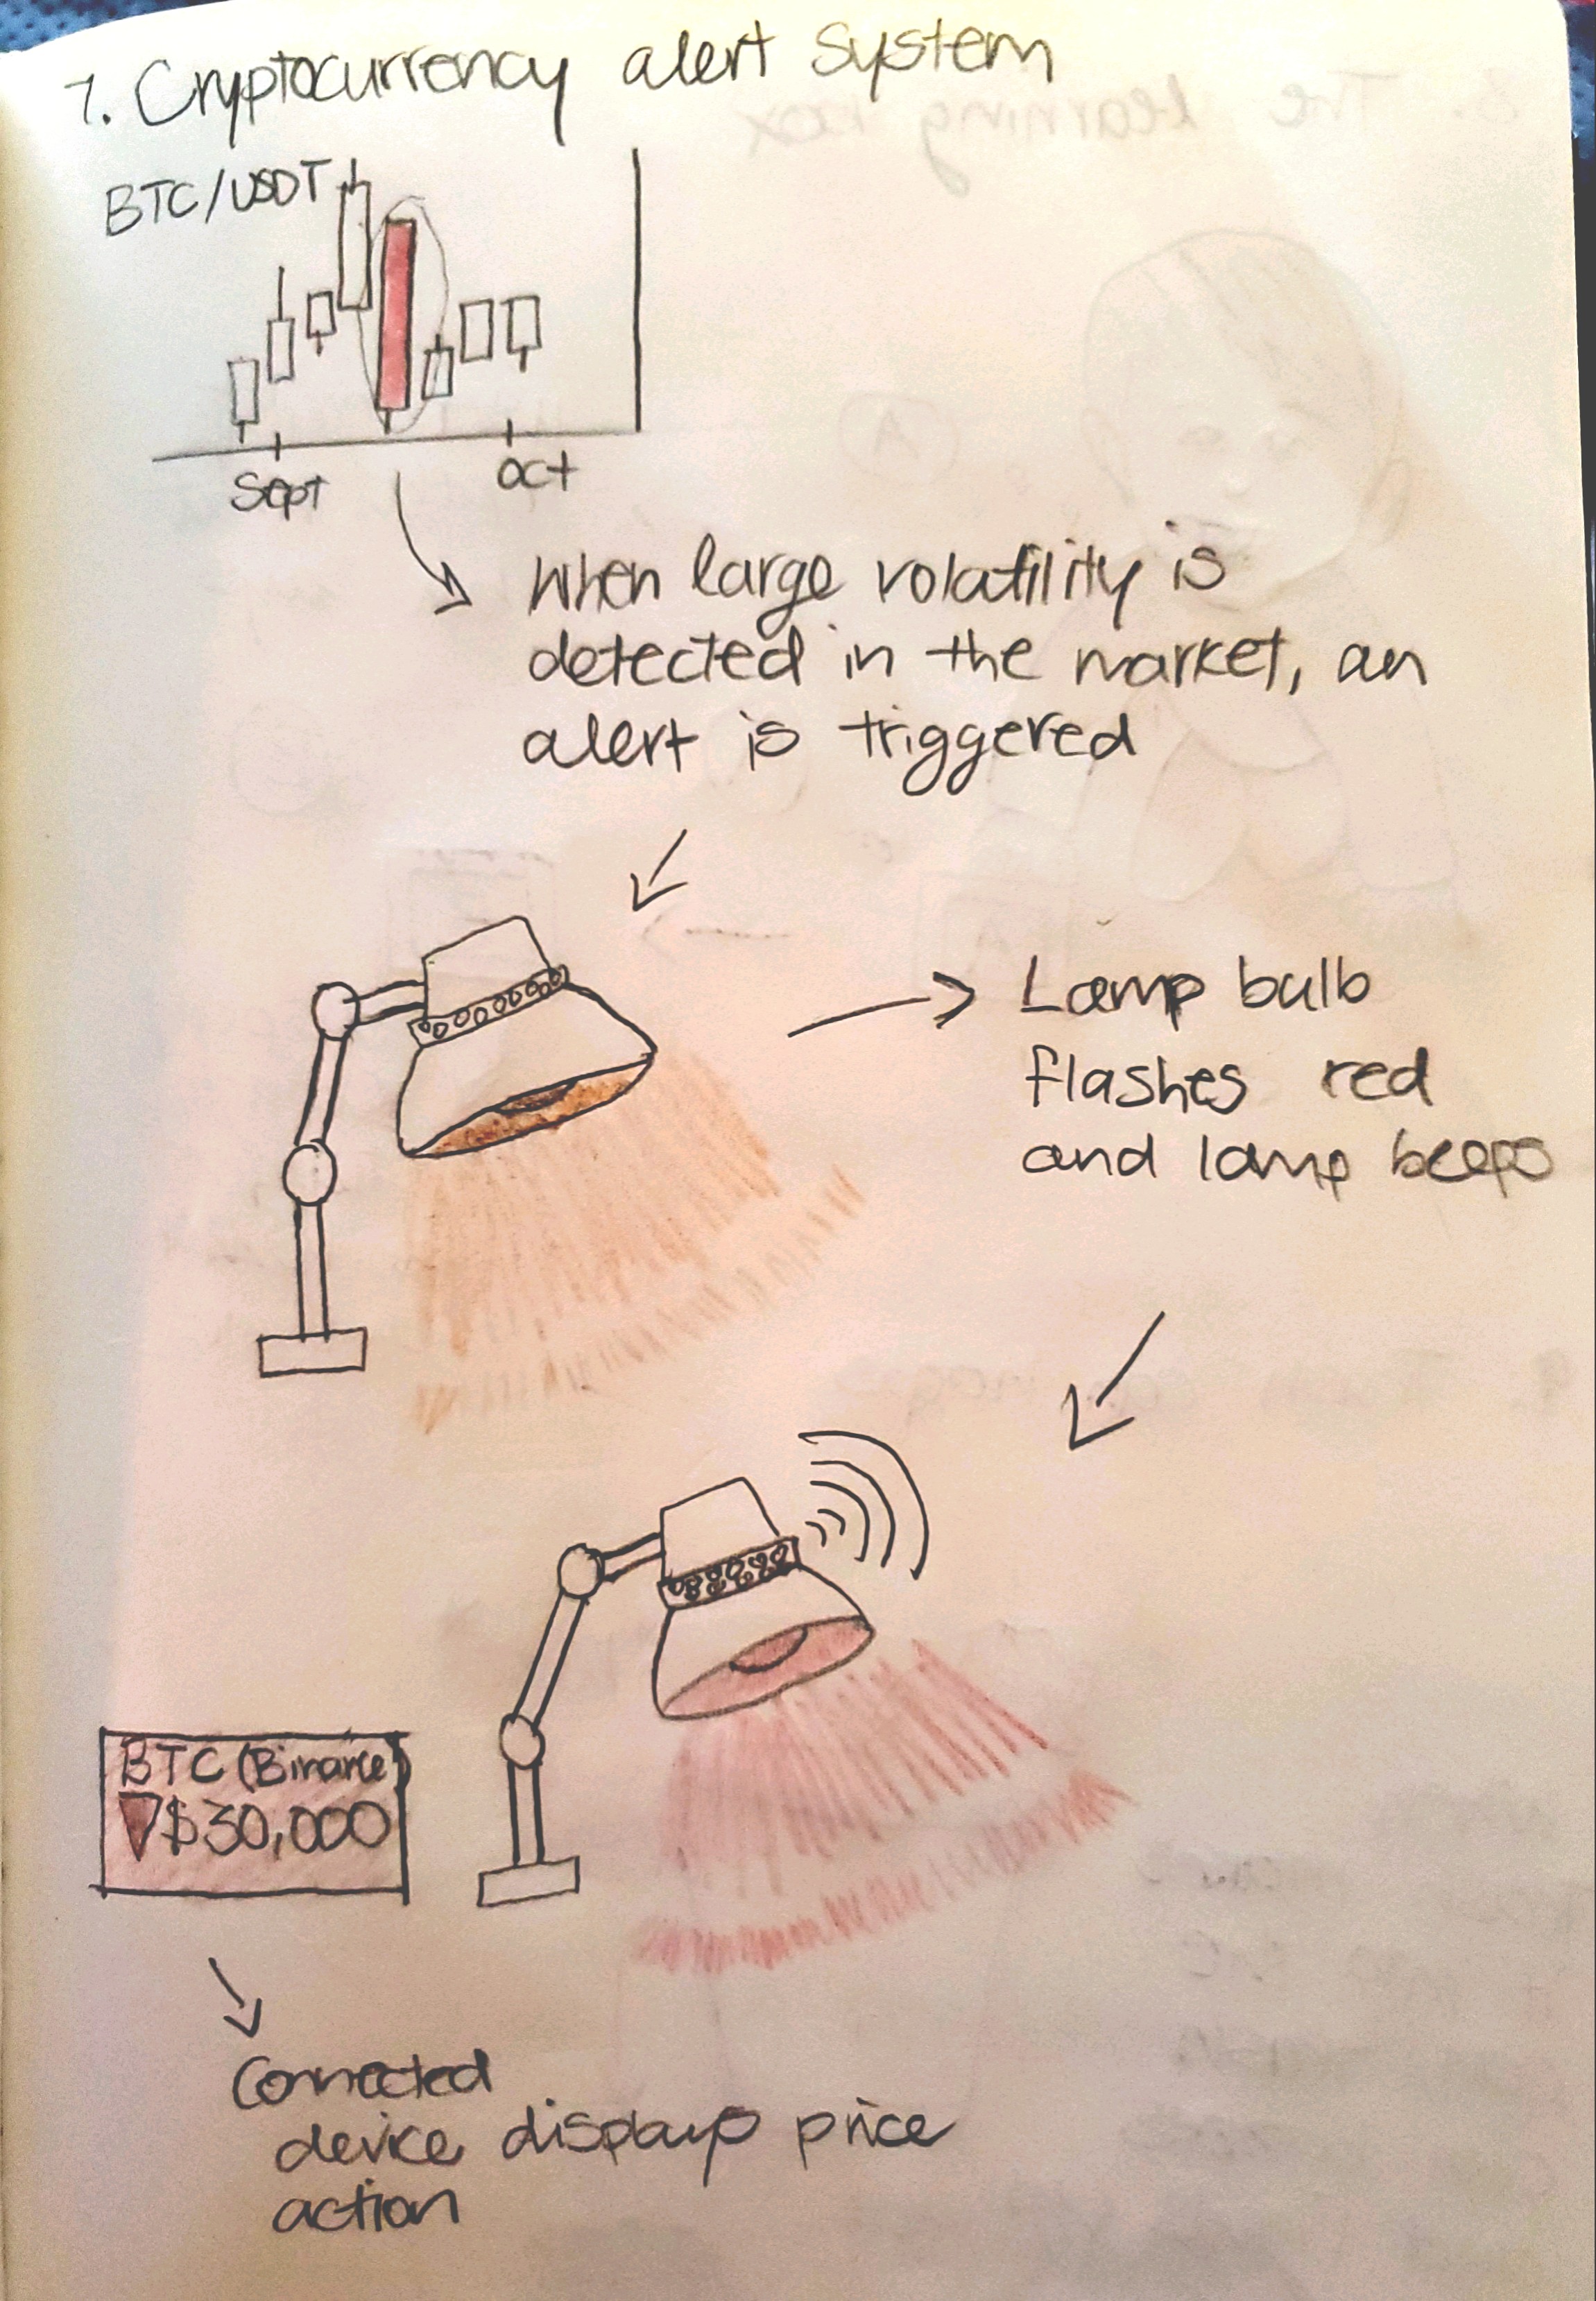 7. Cryptocurrency alert system
BTC/USDT
Sept
Oct
When large volatility is
detected in the market, an
alert is triggered
Lamp bulb
flashes red
and lamp beeps
BTC (Binance)
$30,000
Connected
device displays price
action